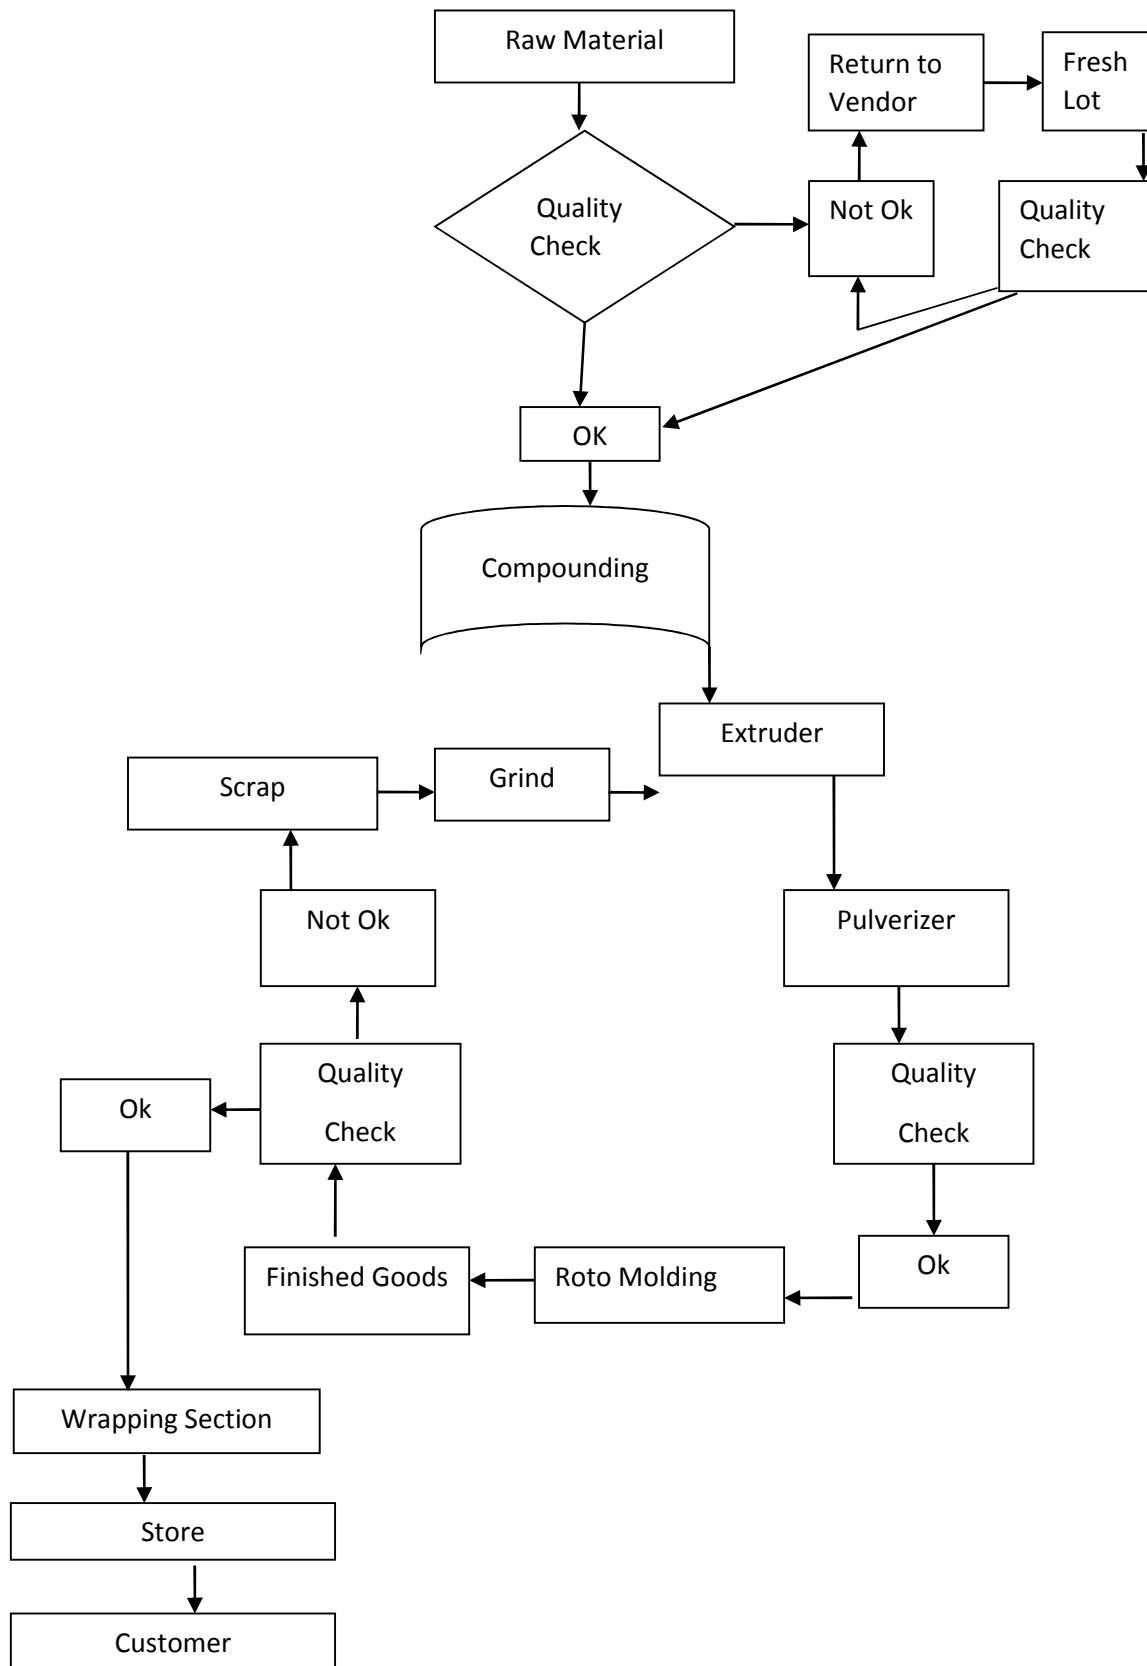 Raw Material
Return to
Vendor
Fresh
Lot
Quality
Check
Not Ok
Quality
Check
OK
Compounding
Extruder
Scrap
Grind
Not Ok
Pulverizer
Quality
Check
Ok
Quality
Check
Finished Goods
Roto Molding
Ok
Wrapping Section
Store
Customer